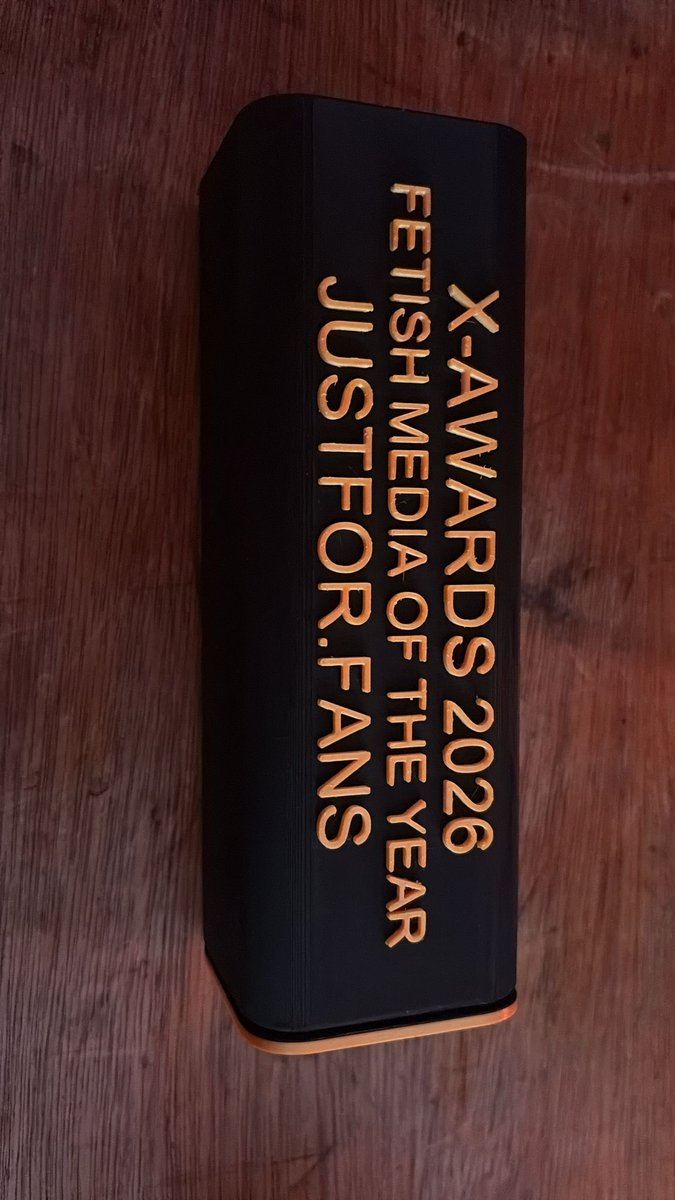 X-AWARDS 2026
FETISH MEDIA OF THE YEAR
JUSTFOR.FANS